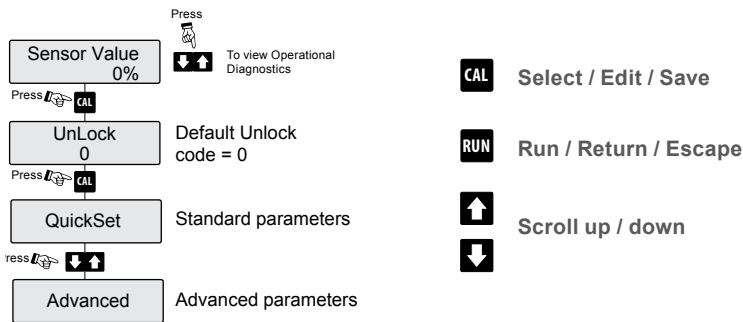 Press
Sensor Value
0%
To view Operational
Diagnostics
Press CAL
UnLock
0
Default Unlock
code = 0
Press CAL
QuickSet
Standard parameters
ress
Advanced
Advanced parameters
CAL Select / Edit / Save
RUN Run / Return / Escape
Scroll up / down